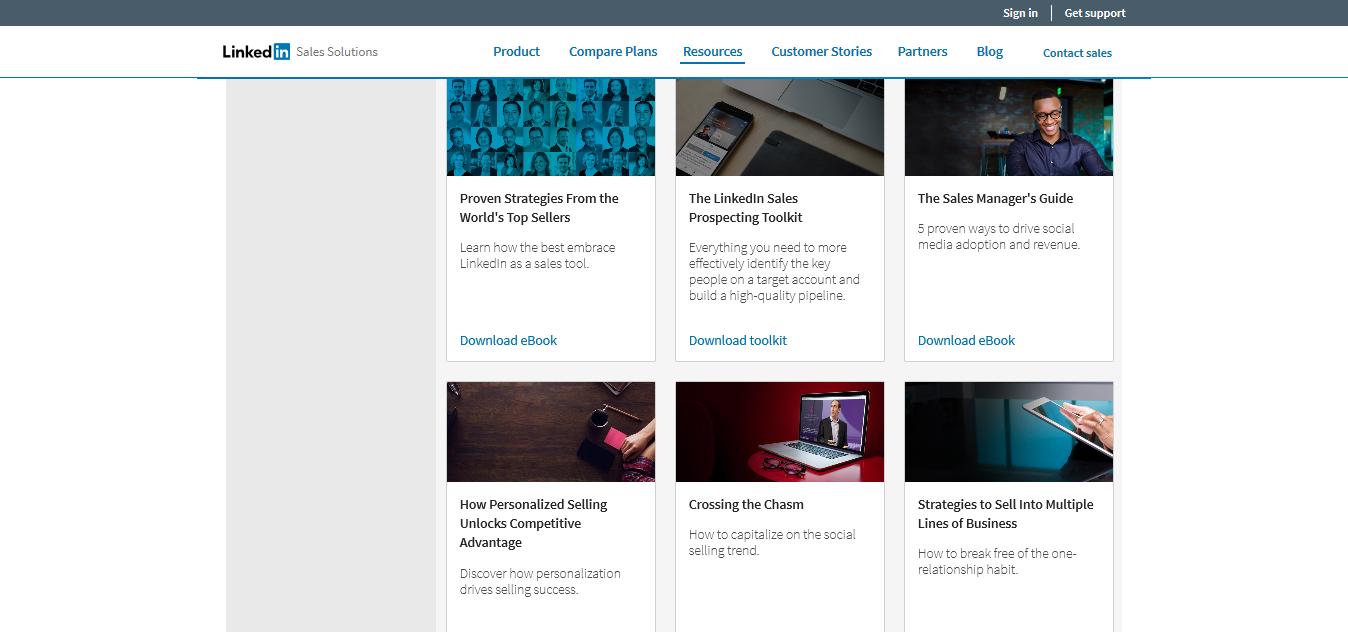 Sign in
Get support
Linked in Sales Solutions
Product
Compare Plans
Resources
Customer Stories
Partners
Blog
Contact sales
Proven Strategies From the
World's Top Sellers
Learn how the best embrace
LinkedIn as a sales tool.
Download eBook
The LinkedIn Sales
Prospecting Toolkit
Everything you need to more
effectively identify the key
people on a target account and
build a high-quality pipeline.
Download toolkit
The Sales Manager's Guide
5 proven ways to drive social
media adoption and revenue.
Download eBook
How Personalized Selling
Unlocks Competitive
Advantage
Discover how personalization
drives selling success.
Crossing the Chasm
How to capitalize on the social
selling trend.
Strategies to Sell Into Multiple
Lines of Business
How to break free of the one-
relationship habit.